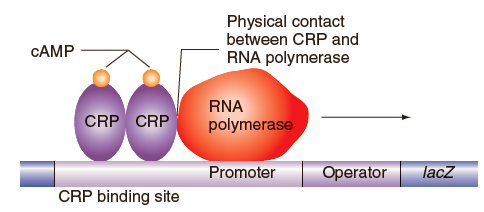 Physical contact
between CRP and
RNA polymerase
cAMP
CRP
CRP
RNA
polymerase
Promoter
Operator
lacZ
CRP binding site